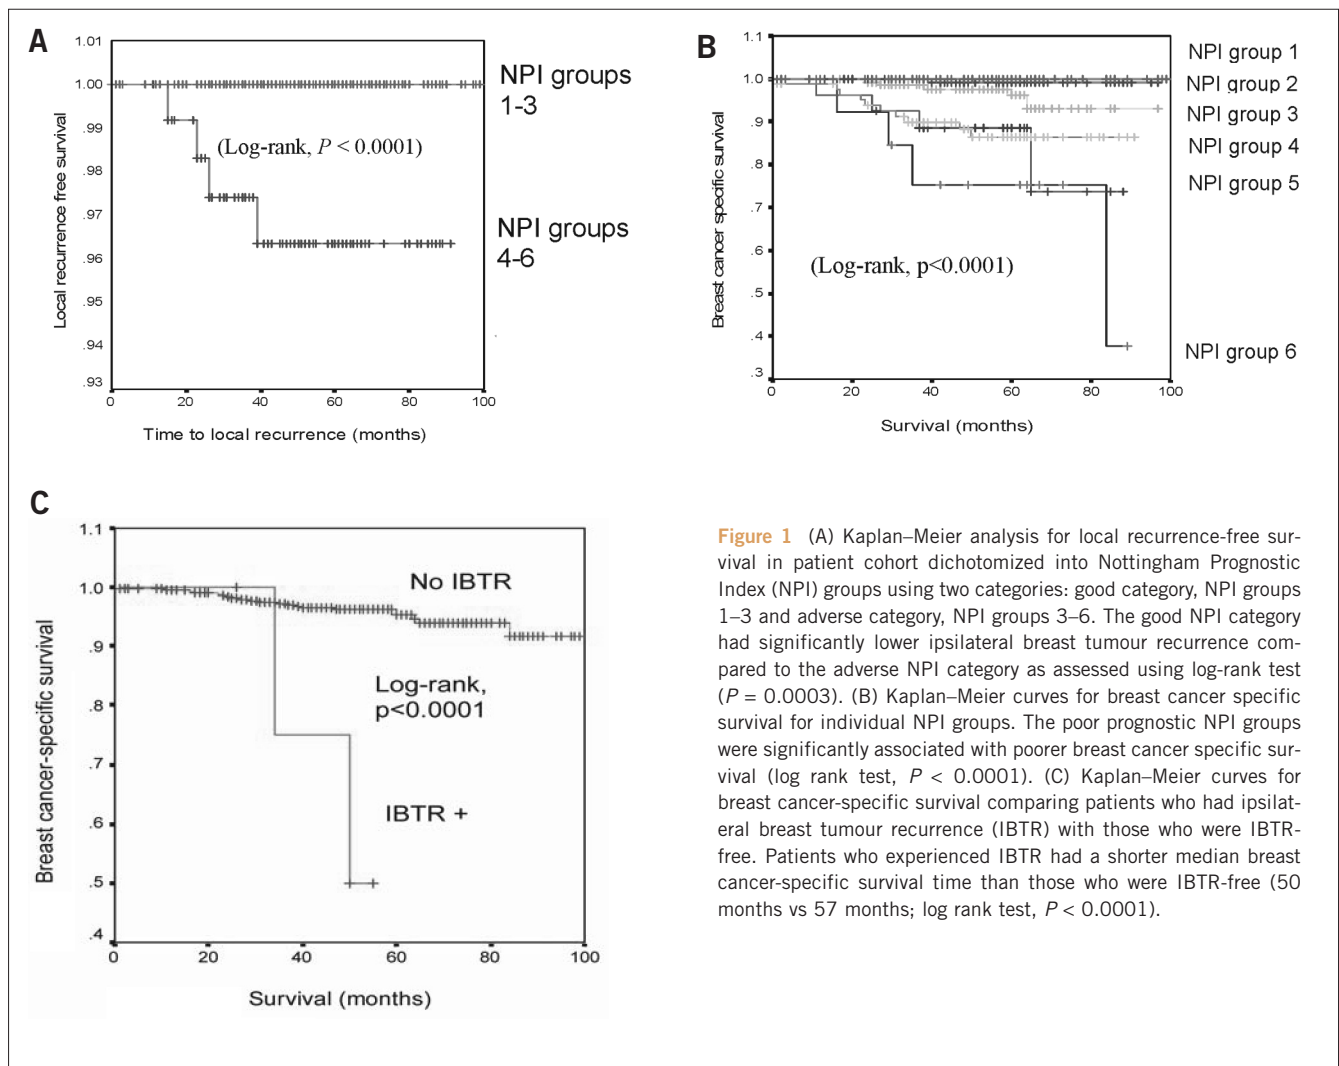 A
1.01
1.00
.99
.98
.97
.96
.95
.94
.93
0
20
40
60
80
100
Local recurrence free survival
Time to local recurrence (months)
(Log-rank, P < 0.0001)
NPI groups
1-3
NPI groups
4-6
B
1.1
1.0
.9
.8
.7
.6
.5
.4
.3
0
20
40
60
80
100
Breast cancer specific survival
Survival (months)
(Log-rank, p<0.0001)
NPI group 1
NPI group 2
NPI group 3
NPI group 4
NPI group 5
NPI group 6
C
1.1
1.0
.9
.8
.7
.6
.5
.4
0
20
40
60
80
100
Breast cancer-specific survival
Survival (months)
No IBTR
Log-rank,
p<0.0001
IBTR +
Figure 1 (A) Kaplan–Meier analysis for local recurrence-free sur-
vival in patient cohort dichotomized into Nottingham Prognostic
Index (NPI) groups using two categories: good category, NPI groups
1–3 and adverse category, NPI groups 3–6. The good NPI category
had significantly lower ipsilateral breast tumour recurrence com-
pared to the adverse NPI category as assessed using log-rank test
(P = 0.0003). (B) Kaplan–Meier curves for breast cancer specific
survival for individual NPI groups. The poor prognostic NPI groups
were significantly associated with poorer breast cancer specific sur-
vival (log rank test, P < 0.0001). (C) Kaplan–Meier curves for
breast cancer-specific survival comparing patients who had ipsilat-
eral breast tumour recurrence (IBTR) with those who were IBTR-
free. Patients who experienced IBTR had a shorter median breast
cancer-specific survival time than those who were IBTR-free (50
months vs 57 months; log rank test, P < 0.0001).